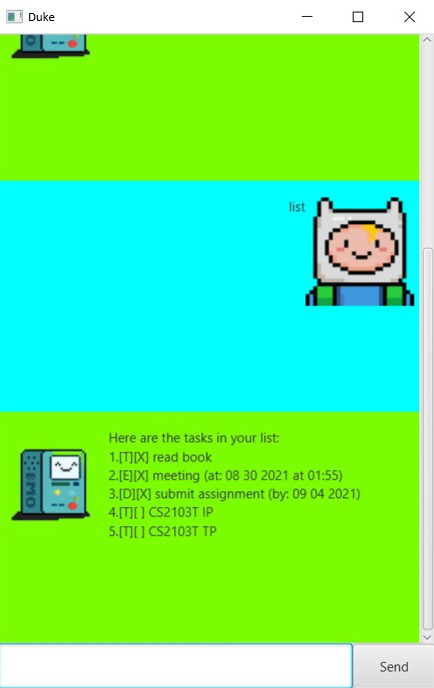 Duke
list
Here are the tasks in your list:
1.[T][X] read book
2.[E][X] meeting (at: 08 30 2021 at 01:55)
3.[D][X] submit assignment (by: 09 04 2021)
4.[T][ ] CS2103T IP
5.[T][ ] CS2103T TP
BMO
Send